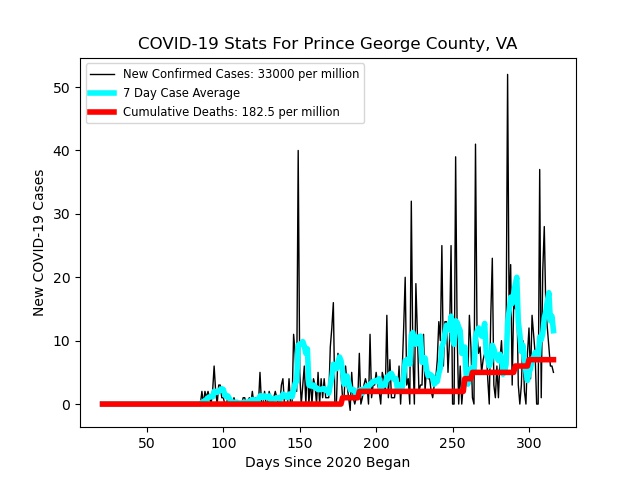 COVID-19 Stats For Prince George County, VA
New Confirmed Cases: 33000 per million
7 Day Case Average
Cumulative Deaths: 182.5 per million
New COVID-19 Cases
50
40
30
20
10
0
50 100 150 200 250 300
Days Since 2020 Began